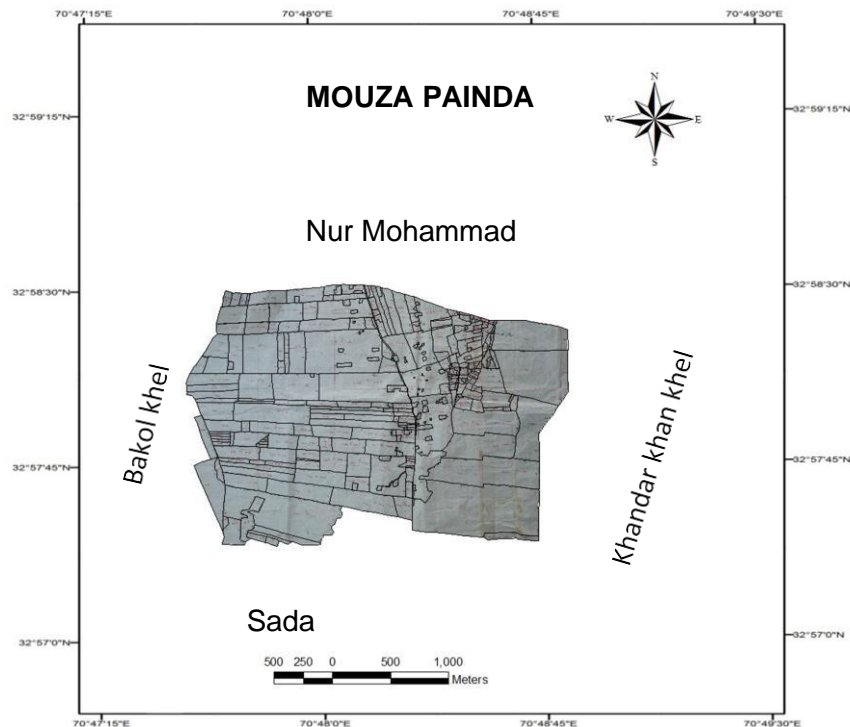 70°47'15"E 70°48'0"E 70°48'45"E 70°49'30"E
MOUZA PAINDA
N
W E
S
32°59'15"N 32°59'15"N
Nur Mohammad
32°58'30"N 32°58'30"N
Bakol khel
Khandar khan khel
32°57'45"N 32°57'45"N
Sada
32°57'0"N 32°57'0"N
500 250 0 500 1,000
Meters
70°47'15"E 70°48'0"E 70°48'45"E 70°49'30"E